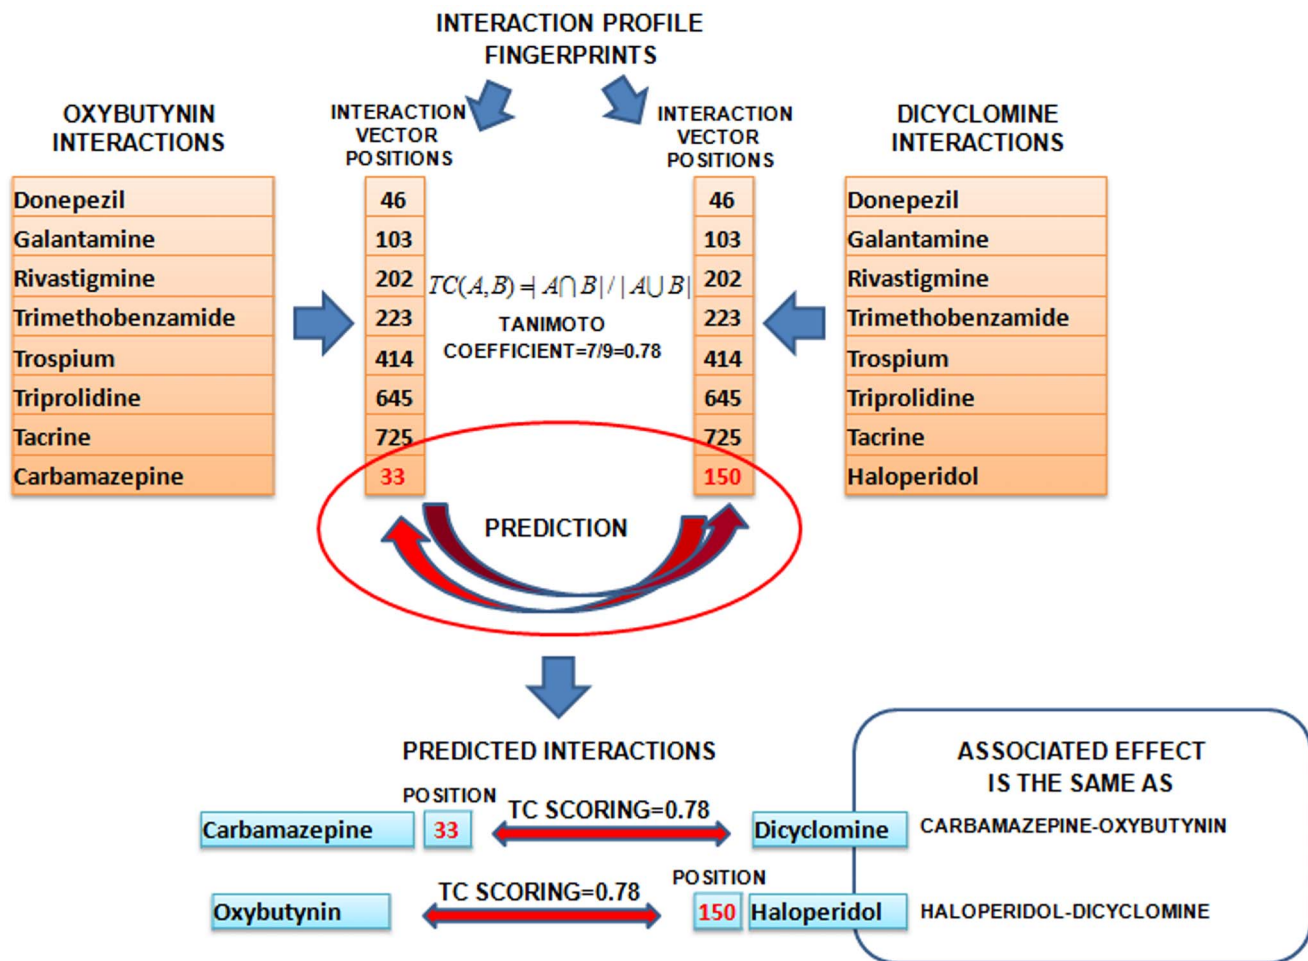 INTERACTION PROFILE
FINGERPRINTS
OXYBUTYNIN
INTERACTIONS
INTERACTION
VECTOR
POSITIONS
INTERACTION
VECTOR
POSITIONS
DICYCLOMINE
INTERACTIONS
Donepezil 46 46 Donepezil
Galantamine 103 103 Galantamine
Rivastigmine 202 TC(A,B)=|A⋂B|/|A⋃B| 202 Rivastigmine
Trimethobenzamide 223 TANIMOTO 223 Trimethobenzamide
Trospium 414 COEFFICIENT=7/9=0.78 414 Trospium
Triprolidine 645 645 Triprolidine
Tacrine 725 725 Tacrine
Carbamazepine 33 150 Haloperidol
PREDICTION
PREDICTED INTERACTIONS
ASSOCIATED EFFECT
IS THE SAME AS
POSITION
Carbamazepine 33 TC SCORING=0.78 Dicyclomine CARBAMAZEPINE-OXYBUTYNIN
POSITION
Oxybutynin TC SCORING=0.78 150 Haloperidol HALOPERIDOL-DICYCLOMINE